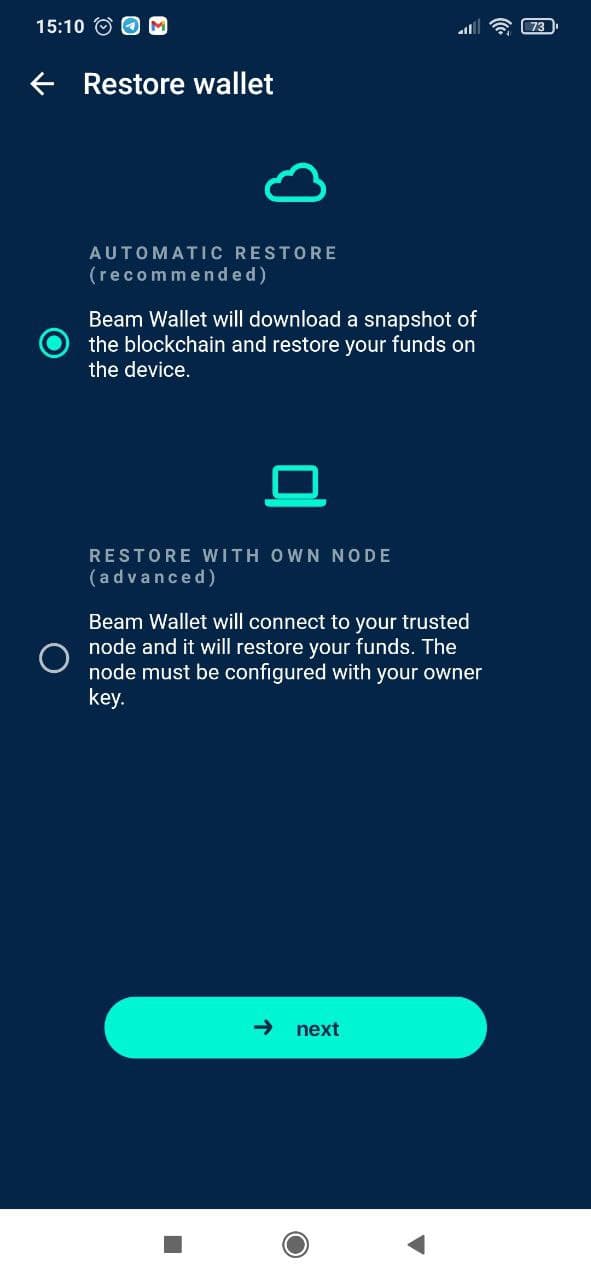 15:10
73
Restore wallet
AUTOMATIC RESTORE
(recommended)
Beam Wallet will download a snapshot of
the blockchain and restore your funds on
the device.
RESTORE WITH OWN NODE
(advanced)
Beam Wallet will connect to your trusted
node and it will restore your funds. The
node must be configured with your owner
key.
next